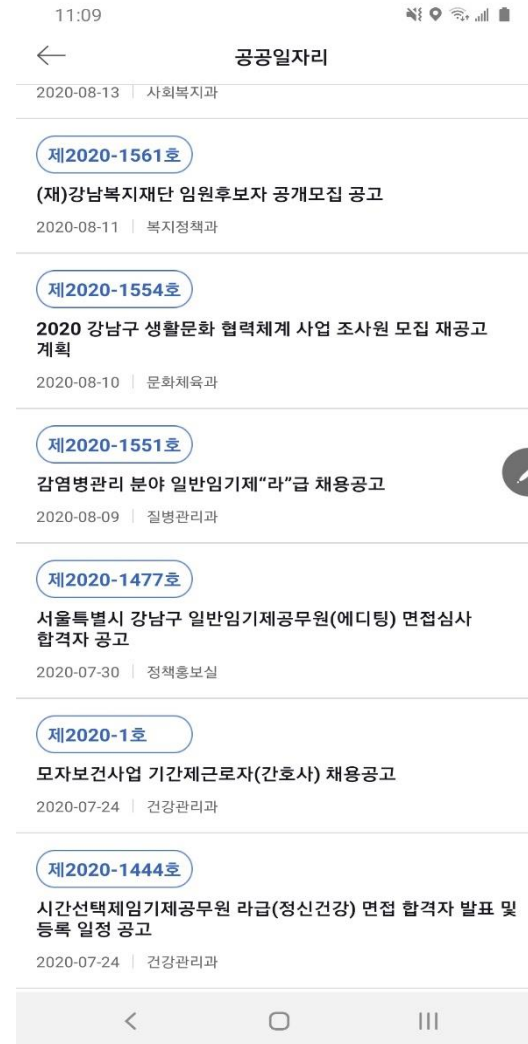 11:09
공공일자리
2020-08-13 사회복지과
제2020-1561호
(재)강남복지재단 임원후보자 공개모집 공고
2020-08-11 복지정책과
제2020-1554호
2020 강남구 생활문화 협력체계 사업 조사원 모집 재공고
계획
2020-08-10 문화체육과
제2020-1551호
감염병관리 분야 일반임기제“라”급 채용공고
2020-08-09 질병관리과
제2020-1477호
서울특별시 강남구 일반임기제공무원(에디팅) 면접심사
합격자 공고
2020-07-30 정책홍보실
제2020-1호
모자보건사업 기간제근로자(간호사) 채용공고
2020-07-24 건강관리과
제2020-1444호
시간선택제임기제공무원 라급(정신건강) 면접 합격자 발표 및
등록 일정 공고
2020-07-24 건강관리과